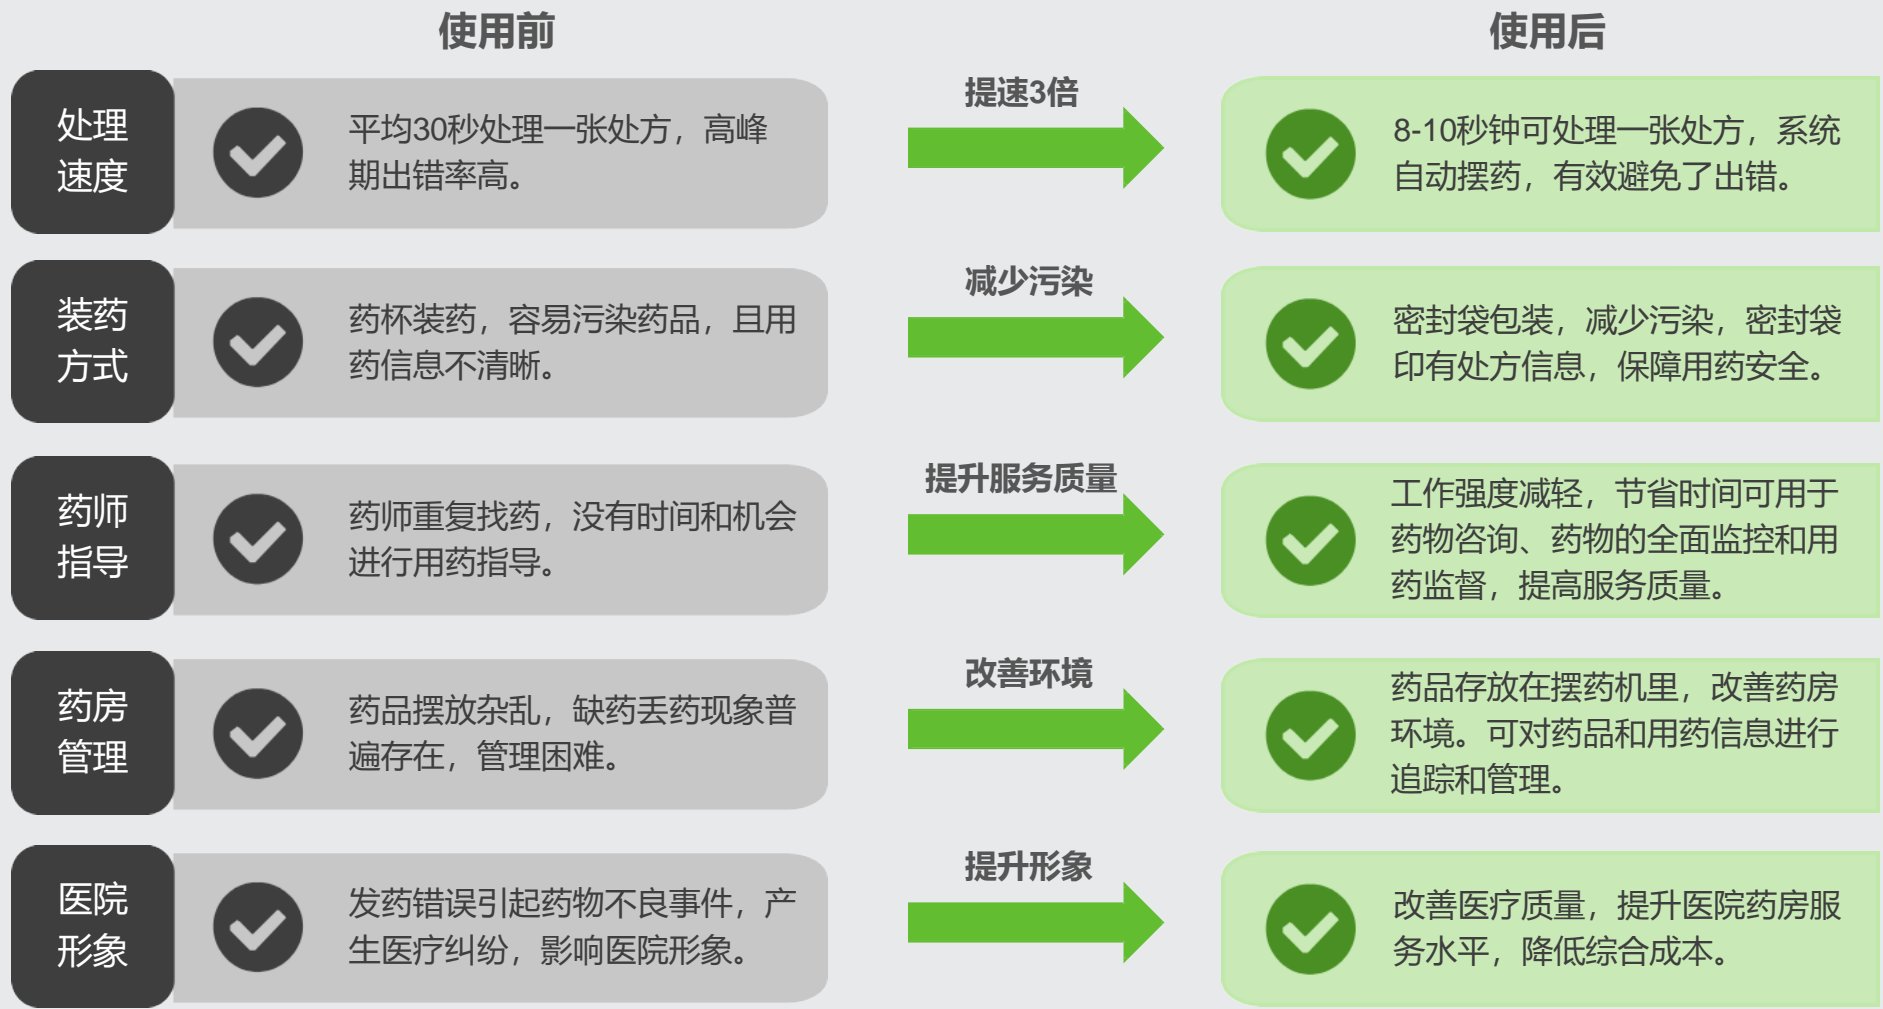 使用前
使用后
处理
速度
平均30秒处理一张处方，高峰
期出错率高。
提速3倍
8-10秒钟可处理一张处方，系统
自动摆药，有效避免了出错。
装药
方式
药杯装药，容易污染药品，且用
药信息不清晰。
减少污染
密封袋包装，减少污染，密封袋
印有处方信息，保障用药安全。
药师
指导
药师重复找药，没有时间和机会
进行用药指导。
提升服务质量
工作强度减轻，节省时间可用于
药物咨询、药物的全面监控和用
药监督，提高服务质量。
药房
管理
药品摆放杂乱，缺药丢药现象普
遍存在，管理困难。
改善环境
药品存放在摆药机里，改善药房
环境。可对药品和用药信息进行
追踪和管理。
医院
形象
发药错误引起药物不良事件，产
生医疗纠纷，影响医院形象。
提升形象
改善医疗质量，提升医院药房服
务水平，降低综合成本。